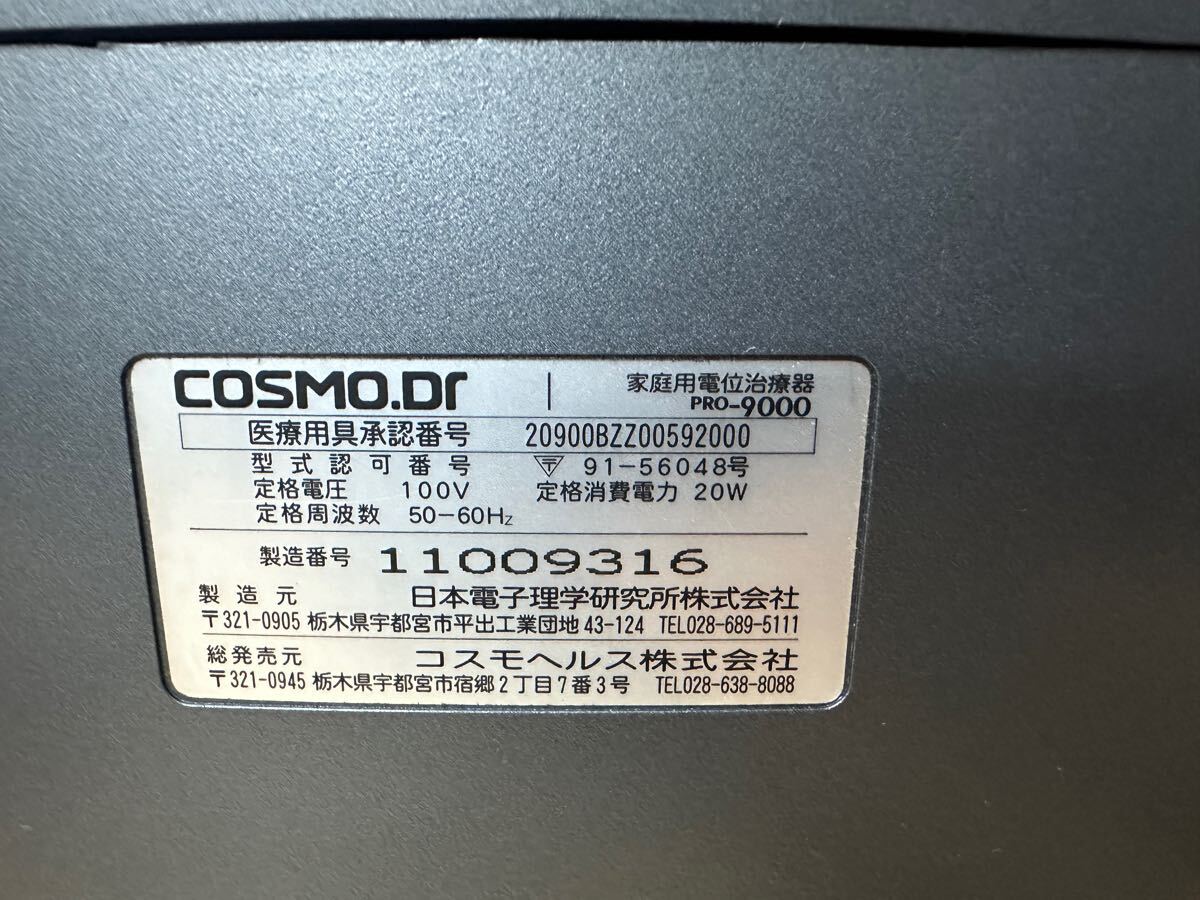 COSMO.Dr 家庭用電位治療器
PRO-9000
医療用具承認番号 20900BZZ00592000
型式認可番号 〒 91-56048号
定格電圧 100V 定格消費電力 20W
定格周波数 50-60Hz
製造番号 11009316
製造元 日本電子理学研究所株式会社
〒321-0905 栃木県宇都宮市平出工業団地 43-124 TEL028-689-5111
総発売元 コスモヘルス株式会社
〒321-0945 栃木県宇都宮市宿郷2丁目7番3号 TEL028-638-8088